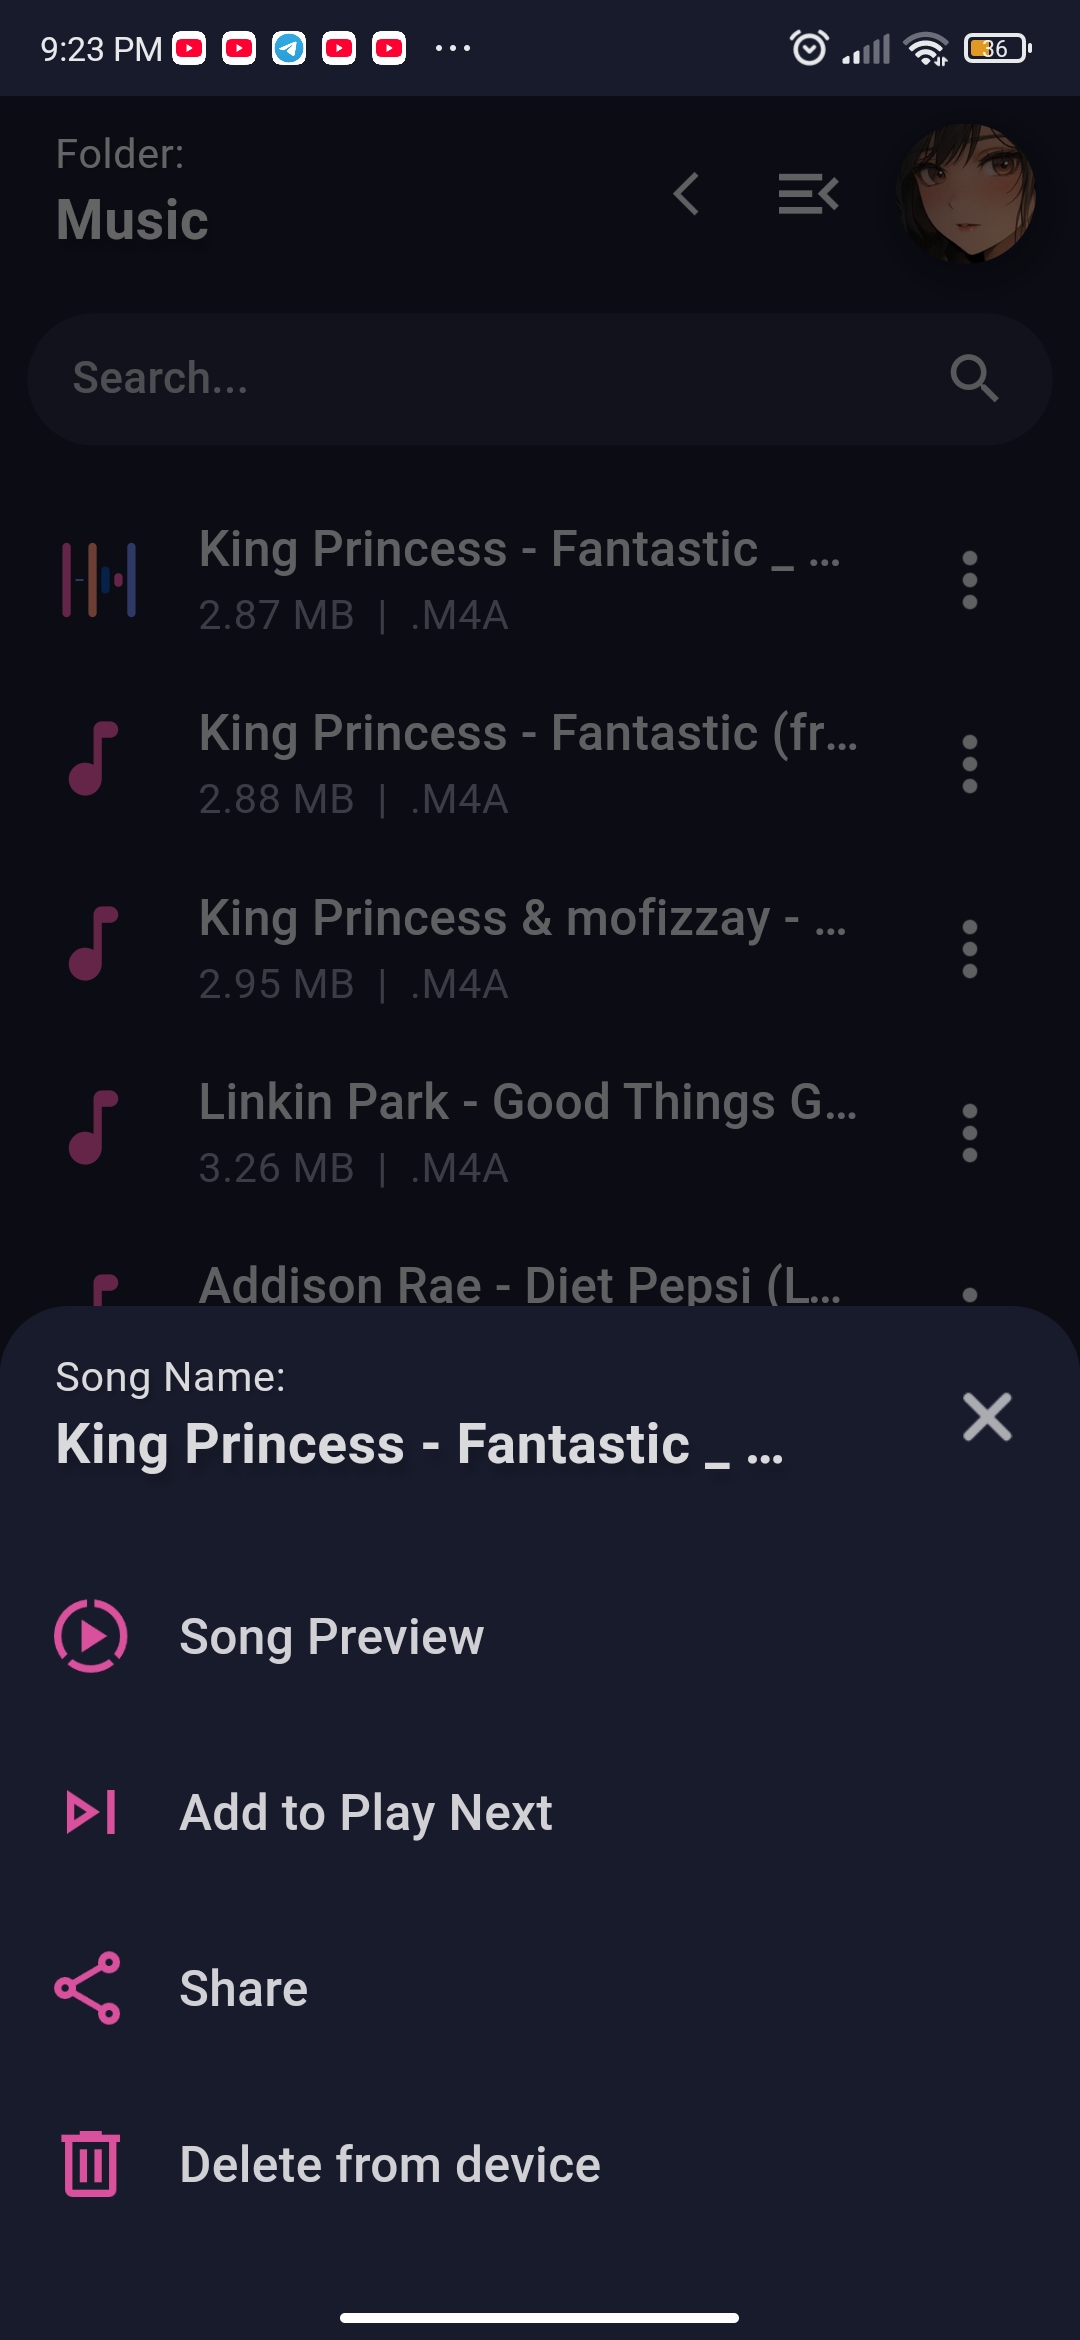 9:23 PM
36
Folder:
Music
Search...
King Princess - Fantastic _ ...
2.87 MB | .M4A
King Princess - Fantastic (fr...
2.88 MB | .M4A
King Princess & mofizzay - ...
2.95 MB | .M4A
Linkin Park - Good Things G...
3.26 MB | .M4A
Addison Rae - Diet Pepsi (L...
Song Name:
King Princess - Fantastic _ ...
Song Preview
Add to Play Next
Share
Delete from device